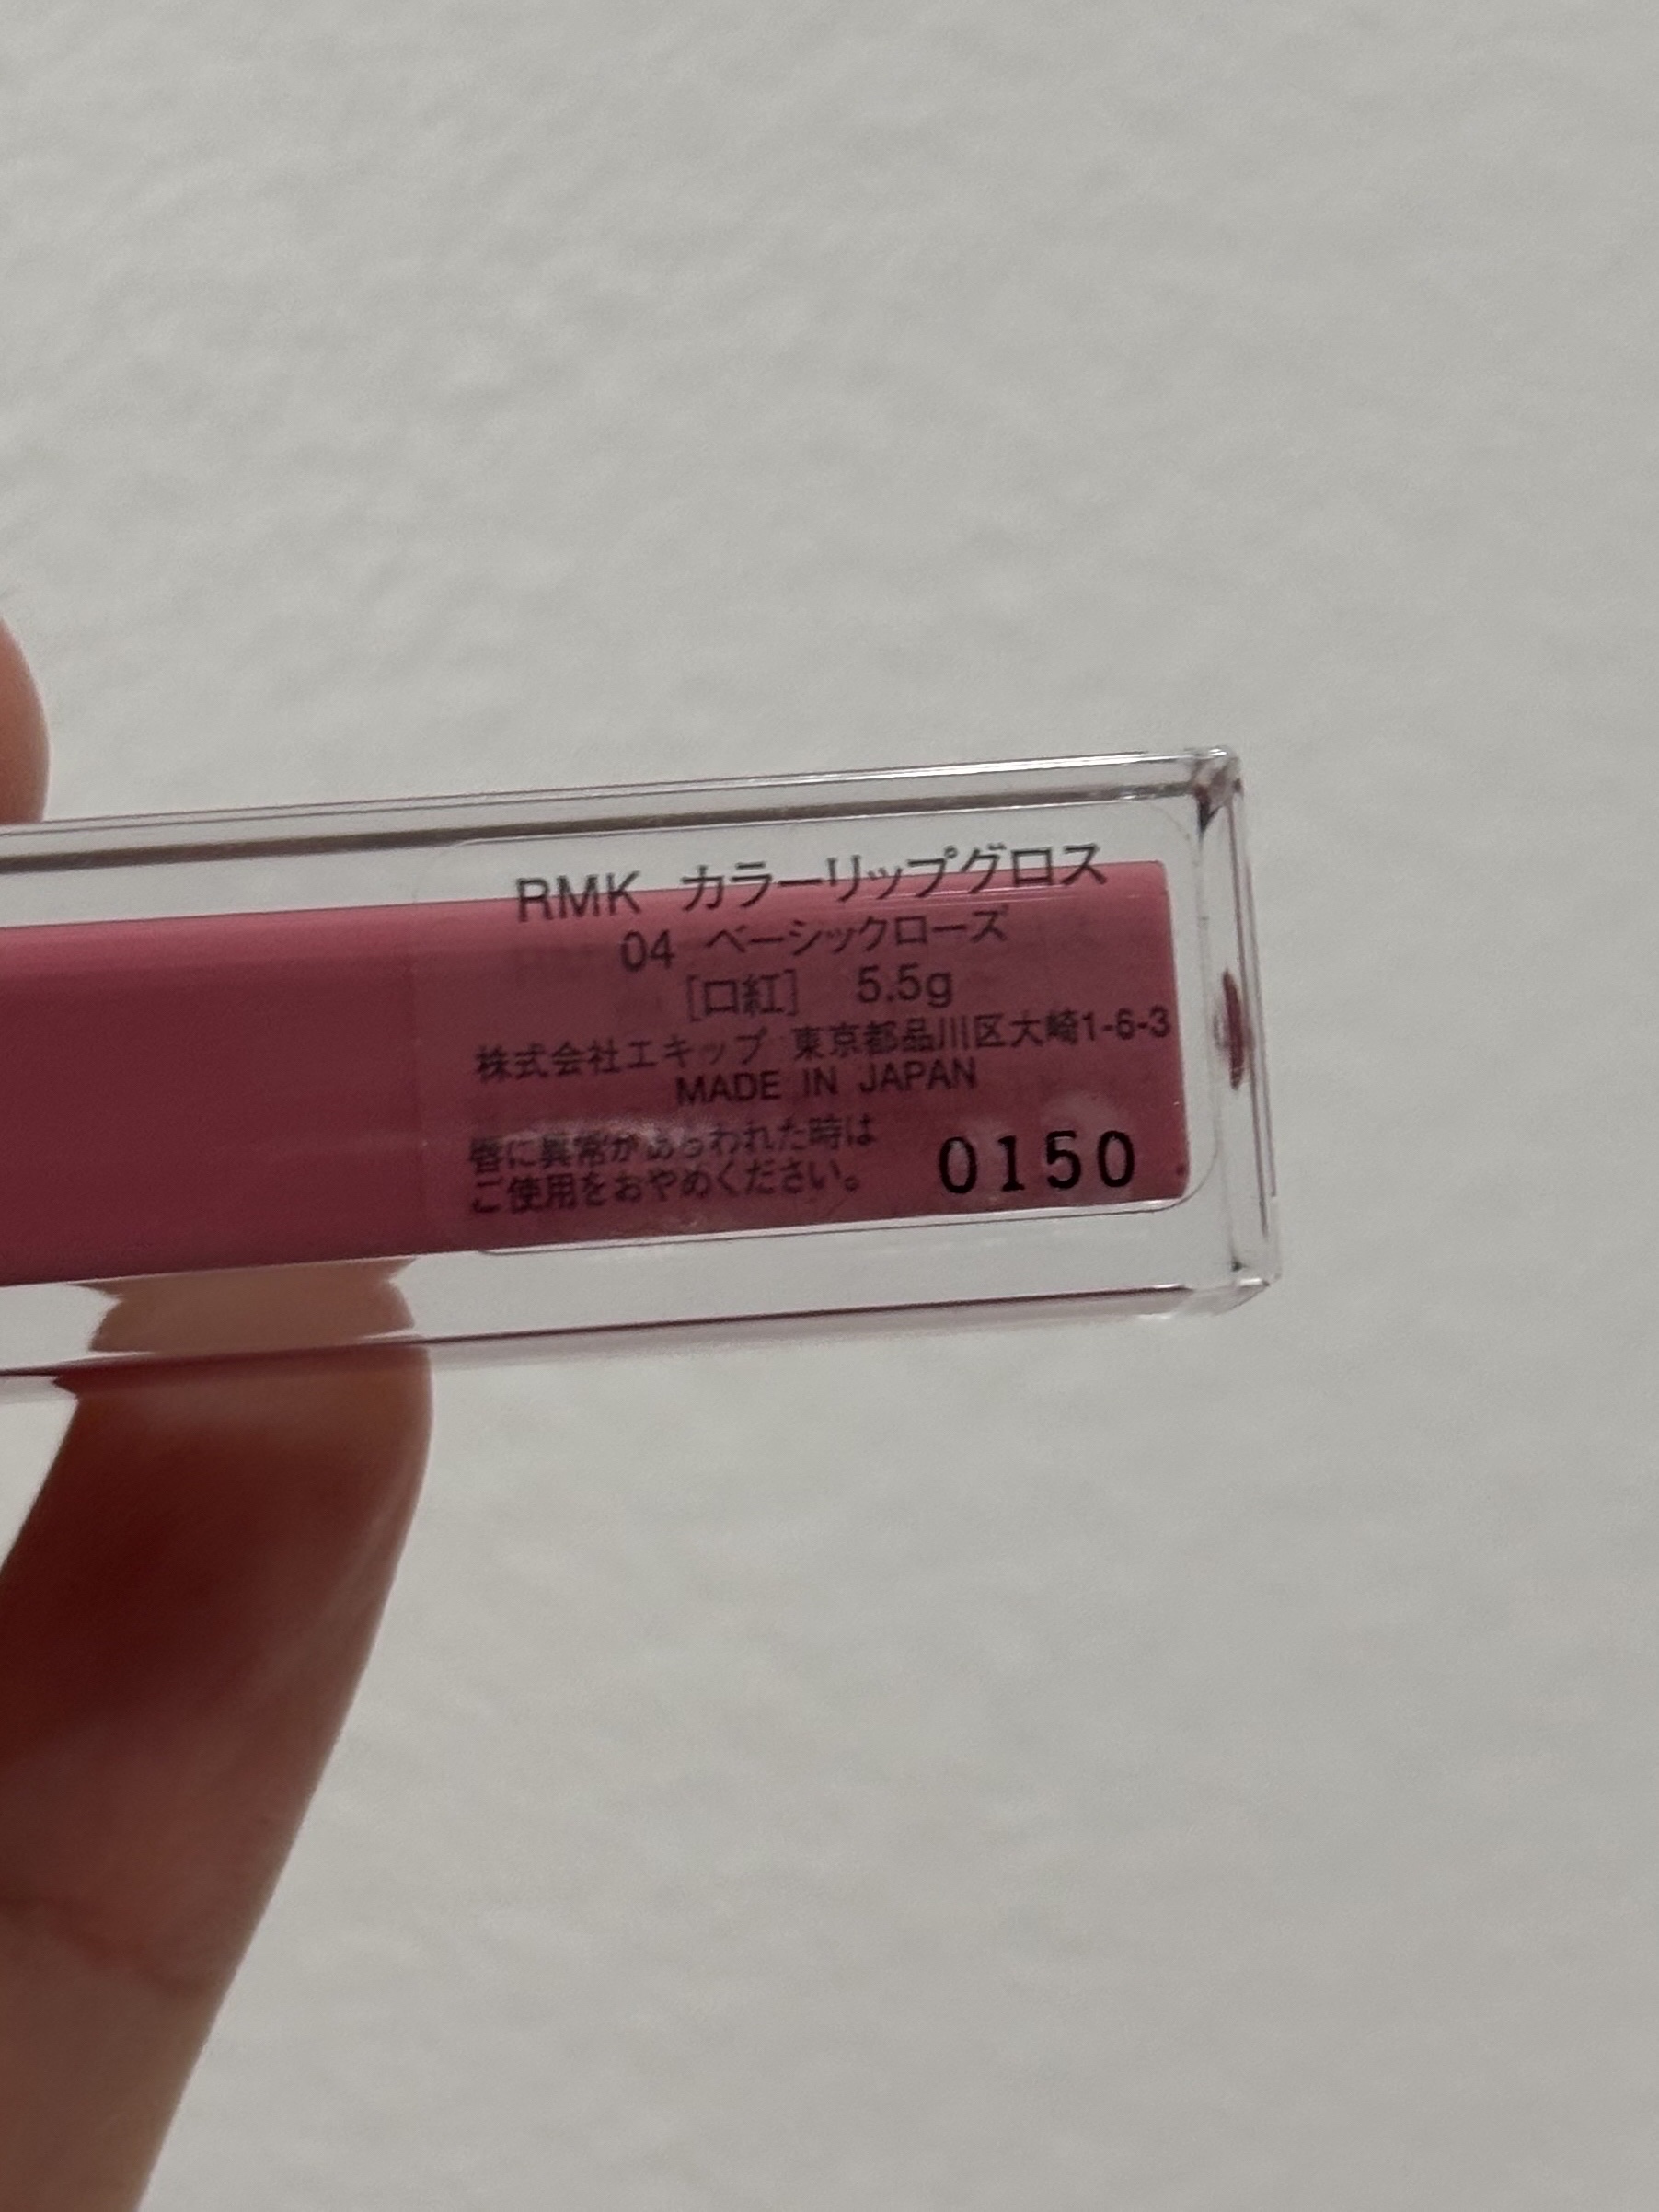 RMK カラーリップグロス
04 ベーシックローズ
[口紅] 5.5g
株式会社エキップ 東京都品川区大崎1-6-3
MADE IN JAPAN
唇に異常があらわれた時は
ご使用をおやめください。
0150